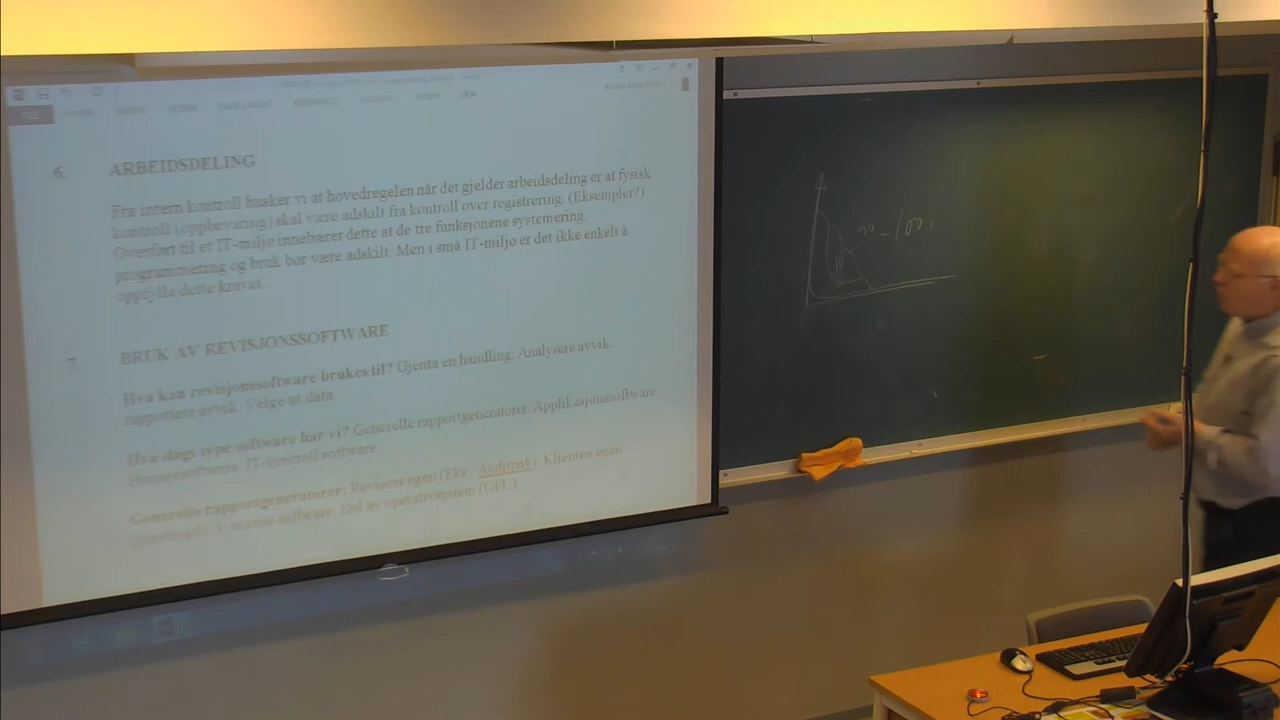 6. ARBEIDSDELING
Fra intern kontroll husker vi at hovedregelen når det gjelder arbeidsdeling er at fysisk
kontroll (oppbevaring) skal være adskilt fra kontroll over registrering. (Eksempler?)
Overført til et IT-miljø innebærer dette at de tre funksjonene systemering,
programmering og bruk bør være adskilt. Men i små IT-miljø er det ikke enkelt å
oppfylle dette kravet.
7. BRUK AV REVISJONSSOFTWARE
Hva kan revisjonssoftware brukes til? Gjenta en handling. Analysere avvik,
rapportere avvik. Velge ut data.
Hva slags type software har vi? Generelle rapportgeneratorer. Applikasjonssoftware.
Bransjesoftware. IT-kontroll software.
Generelle rapportgeneratorer: Revisors egen (Eks. Auditpak). Klienten egen
software. Del av operativsystem (DFU)